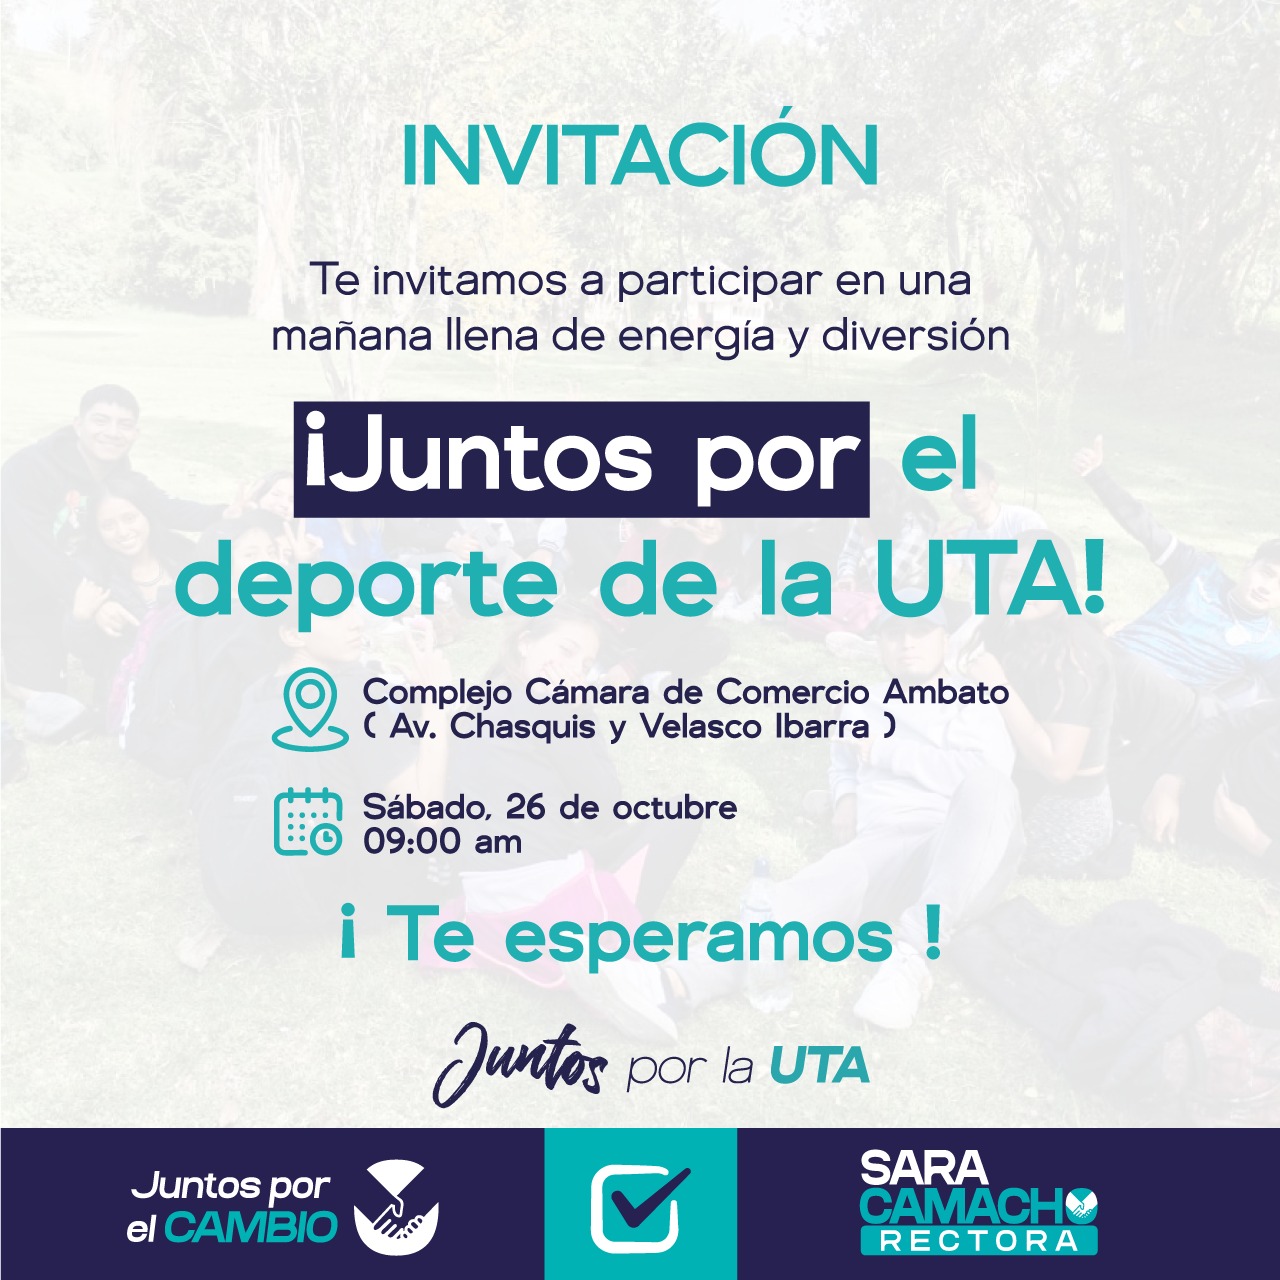 INVITACIÓN
Te invitamos a participar en una
mañana llena de energía y diversión
¡Juntos por el
deporte de la UTA!
Complejo Cámara de Comercio Ambato
( Av. Chasquis y Velasco Ibarra )
Sábado, 26 de octubre
09:00 am
¡ Te esperamos !
Juntos por la UTA
Juntos por
el CAMBIO
SARA
CAMACHO
RECTORA